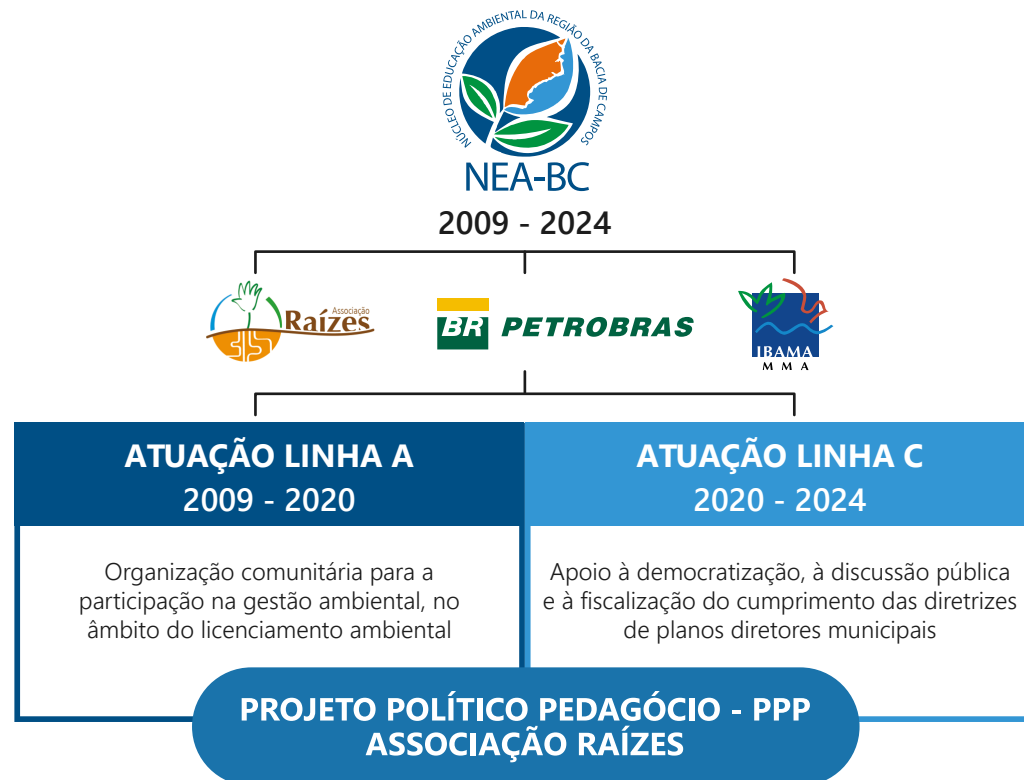 NÚCLEO DE EDUCAÇÃO AMBIENTAL DA REGIÃO DA BACIA DE CAMPOS
NEA-BC
2009 - 2024
Associação
Raízes
BR PETROBRAS
IBAMA
M M A
ATUAÇÃO LINHA A
2009 - 2020
Organização comunitária para a
participação na gestão ambiental, no
âmbito do licenciamento ambiental
ATUAÇÃO LINHA C
2020 - 2024
Apoio à democratização, à discussão pública
e à fiscalização do cumprimento das diretrizes
de planos diretores municipais
PROJETO POLÍTICO PEDAGÓCIO - PPP
ASSOCIAÇÃO RAÍZES